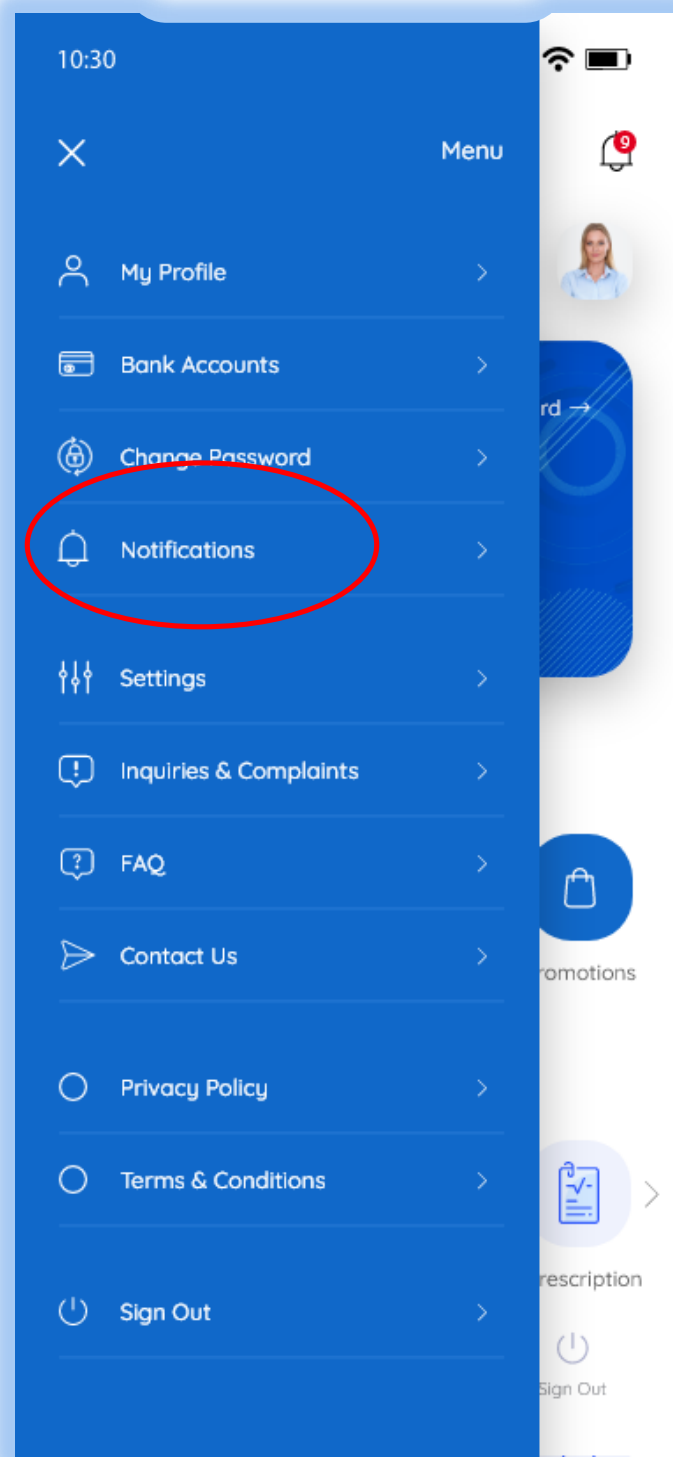 10:30
Menu
9
My Profile
Bank Accounts
rd →
Change Password
Notifications
Settings
Inquiries & Complaints
FAQ
Contact Us
romotions
Privacy Policy
Terms & Conditions
rescription
Sign Out
Sign Out